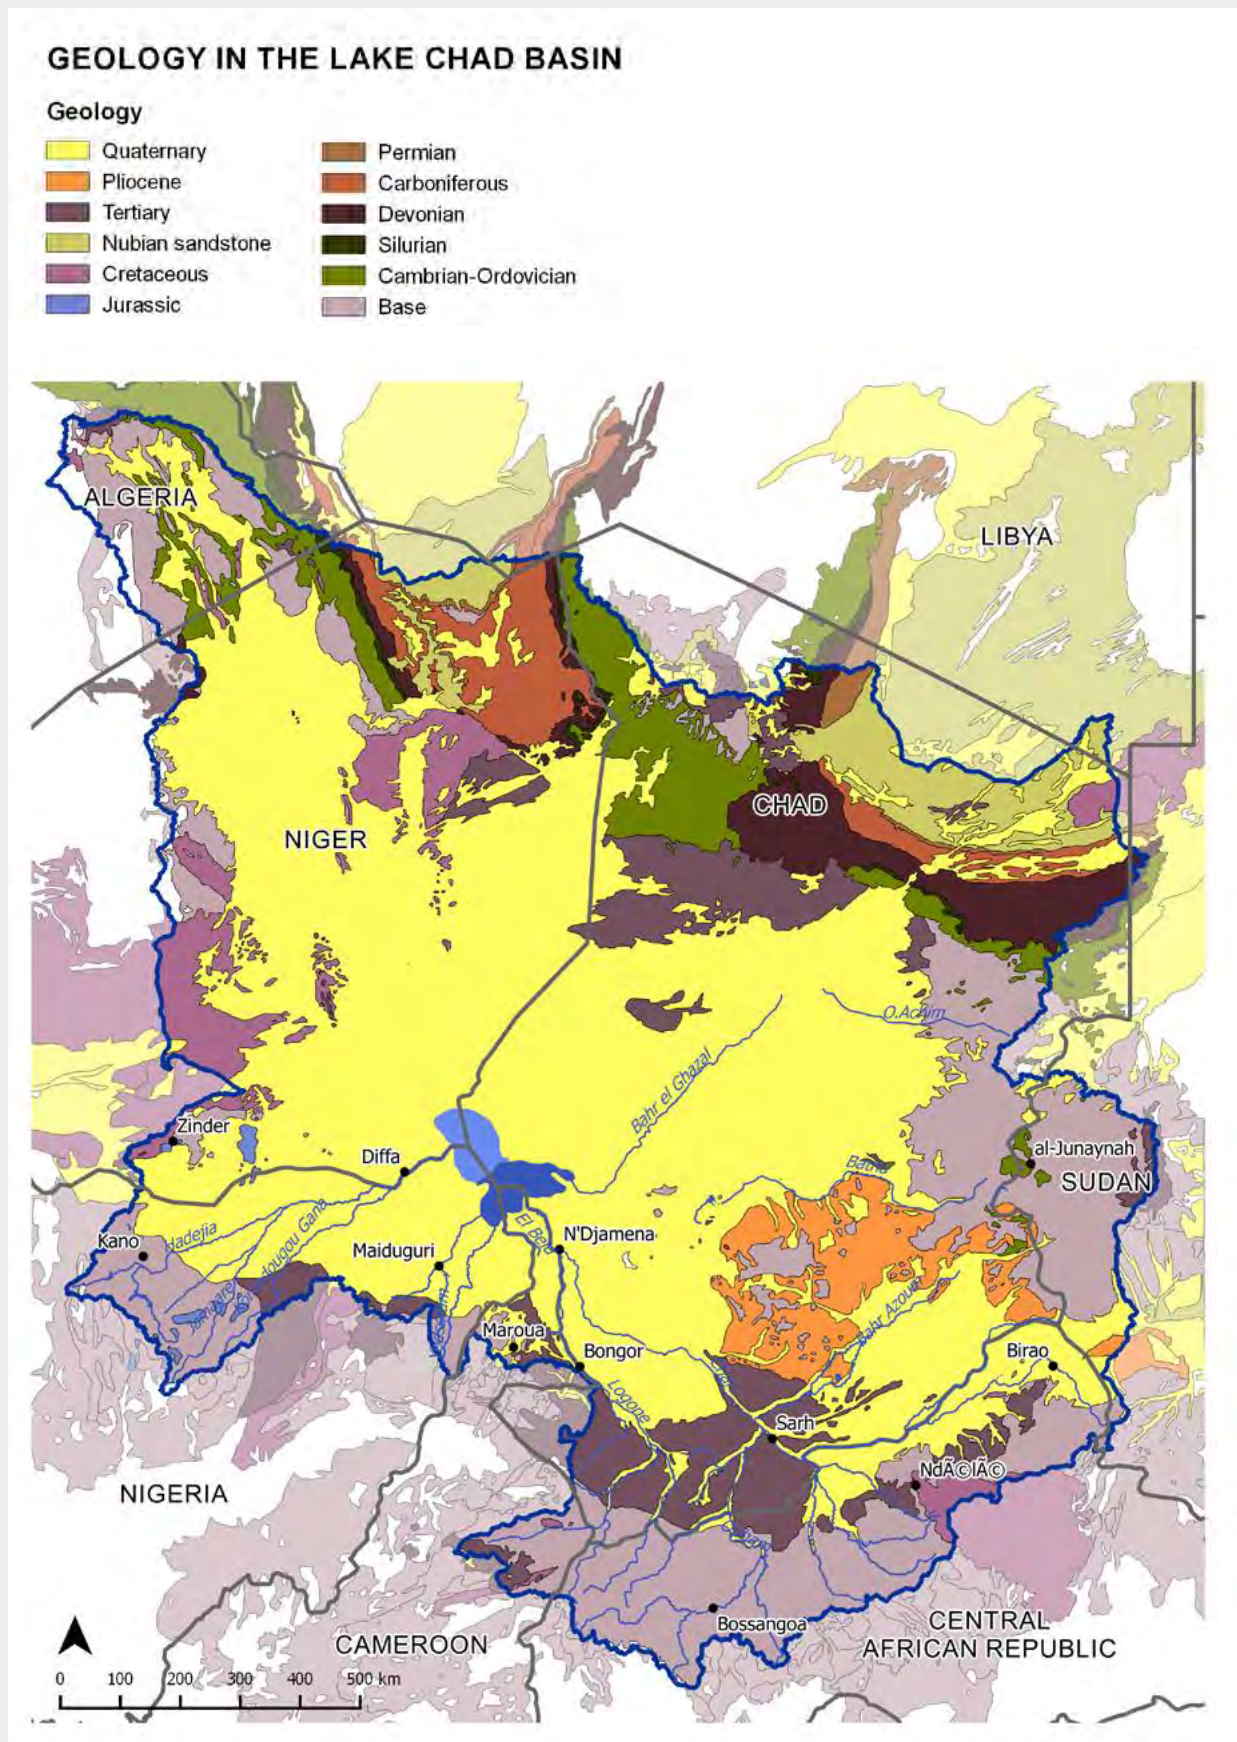 GEOLOGY IN THE LAKE CHAD BASIN
Geology
Quaternary
Pliocene
Tertiary
Nubian sandstone
Cretaceous
Jurassic
Permian
Carboniferous
Devonian
Silurian
Cambrian-Ordovician
Base
ALGERIA
LIBYA
CHAD
NIGER
O.Achim
Bahr el Ghazal
Zinder
Diffa
al-Junaynah
SUDAN
Batha
Kano
Hadejia
El Beid
N'Djamena
Maiduguri
Bahr Azoum
Maroua
Bongor
Birao
Logone
Sarh
NdÃ©lÃ©
NIGERIA
Bossangoa
CENTRAL
AFRICAN REPUBLIC
CAMEROON
0 100 200 300 400 500 km